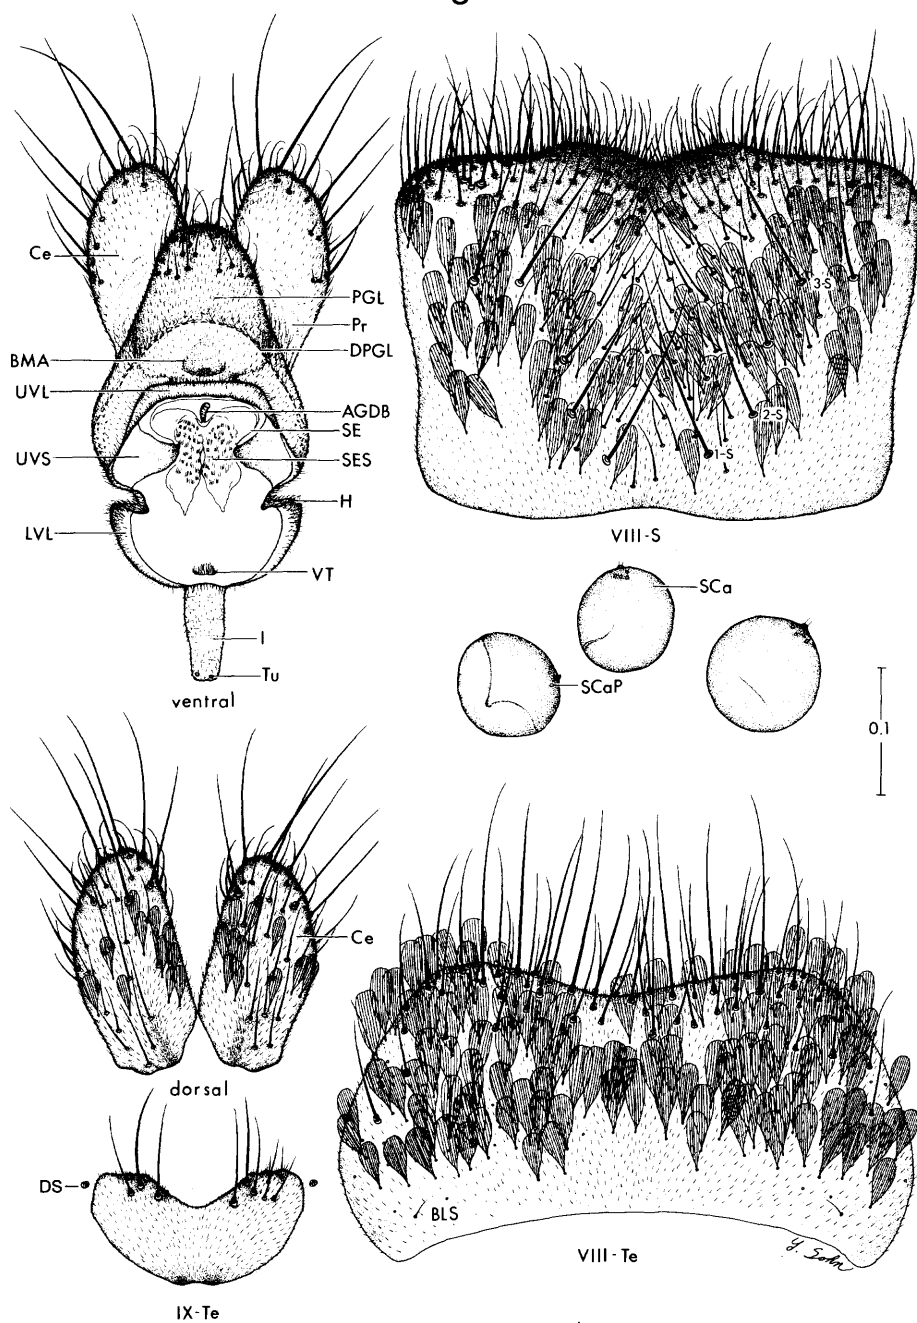 Ce
PGL
Pr
DPGL
BMA
UVL
AGDB
SE
UVS
SES
H
LVL
VT
I
Tu
ventral
3-S
2-S
1-S
VIII-S
SCa
SCaP
0.1
Ce
dorsal
DS
IX-Te
BLS
VIII-Te
Y. Sohn